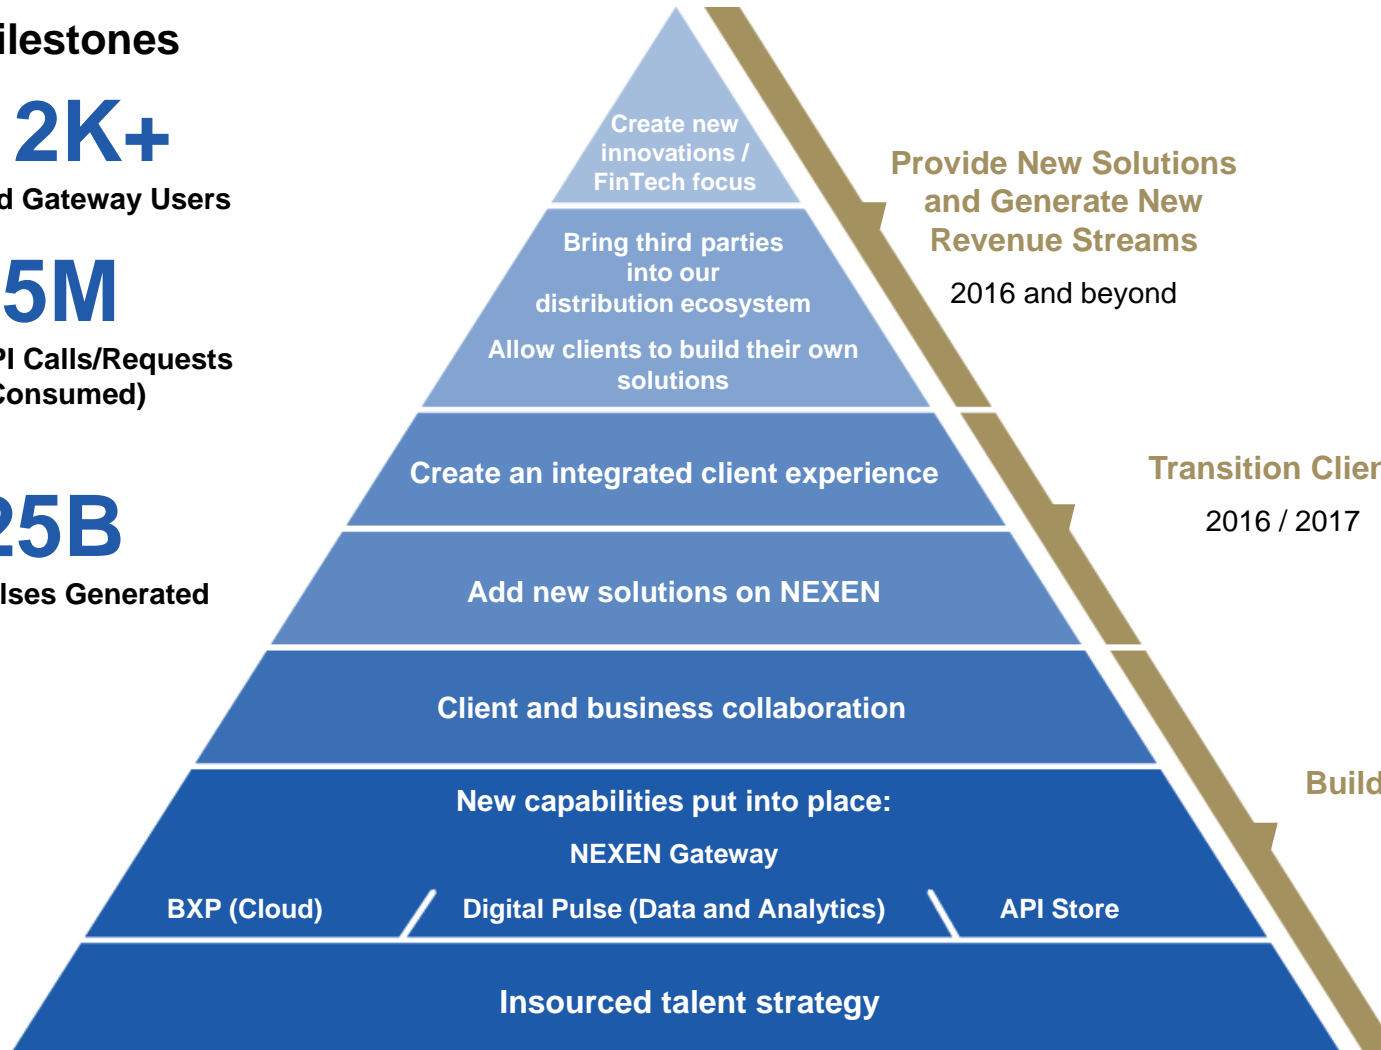 ilestones
2K+
d Gateway Users
5M
PI Calls/Requests
Consumed)
25B
lses Generated
Create new
innovations /
FinTech focus
Bring third parties
into our
distribution ecosystem
Allow clients to build their own
solutions
Create an integrated client experience
Add new solutions on NEXEN
Client and business collaboration
New capabilities put into place:
NEXEN Gateway
BXP (Cloud)
Digital Pulse (Data and Analytics)
API Store
Insourced talent strategy
Provide New Solutions
and Generate New
Revenue Streams
2016 and beyond
Transition Clien
2016 / 2017
Build